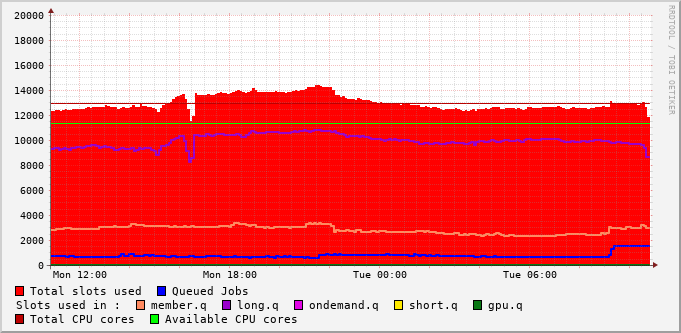 RRDTOOL / TOBI OETIKER
20000
18000
16000
14000
12000
10000
8000
6000
4000
2000
0
Mon 12:00 Mon 18:00 Tue 00:00 Tue 06:00
Total slots used Queued Jobs
Slots used in : member.q long.q ondemand.q short.q gpu.q
Total CPU cores Available CPU cores